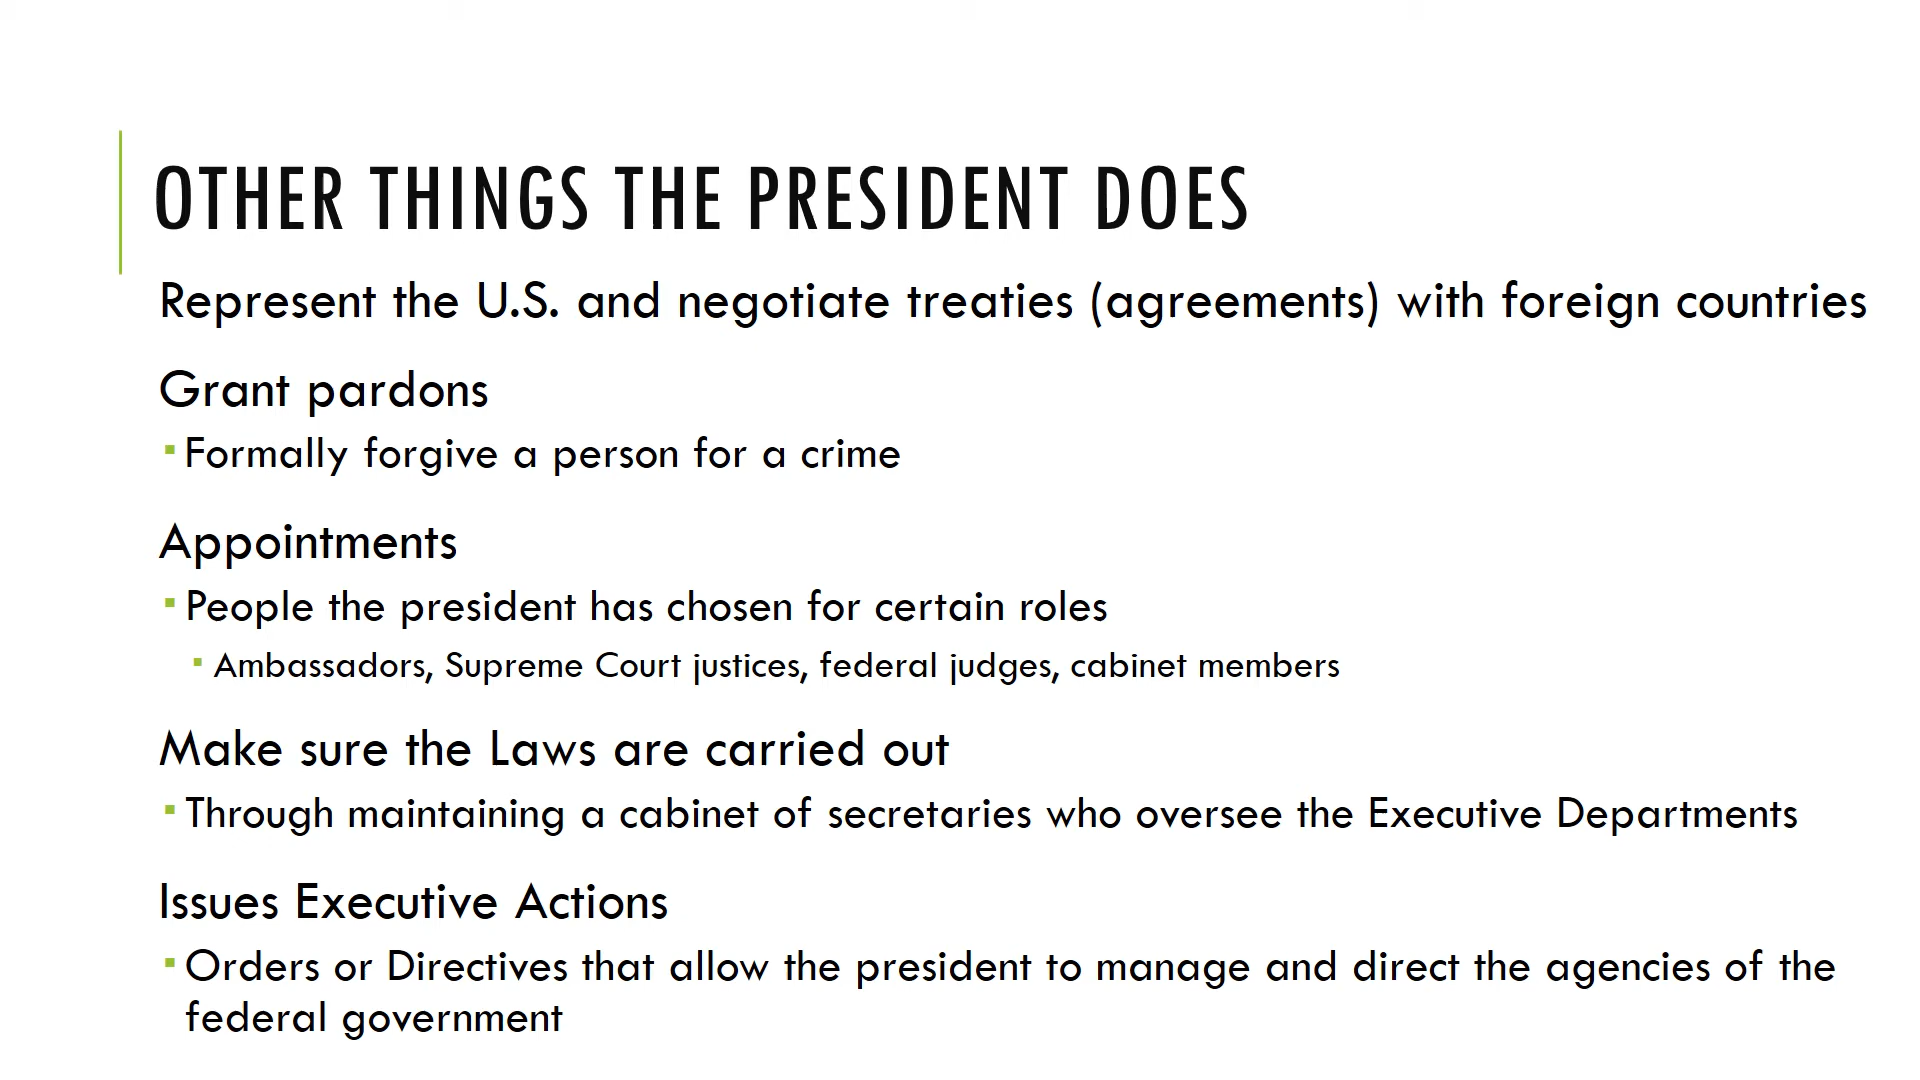 OTHER THINGS THE PRESIDENT DOES
Represent the U.S. and negotiate treaties (agreements) with foreign countries
Grant pardons
▪ Formally forgive a person for a crime
Appointments
▪ People the president has chosen for certain roles
▪ Ambassadors, Supreme Court justices, federal judges, cabinet members
Make sure the Laws are carried out
▪ Through maintaining a cabinet of secretaries who oversee the Executive Departments
Issues Executive Actions
▪ Orders or Directives that allow the president to manage and direct the agencies of the
federal government